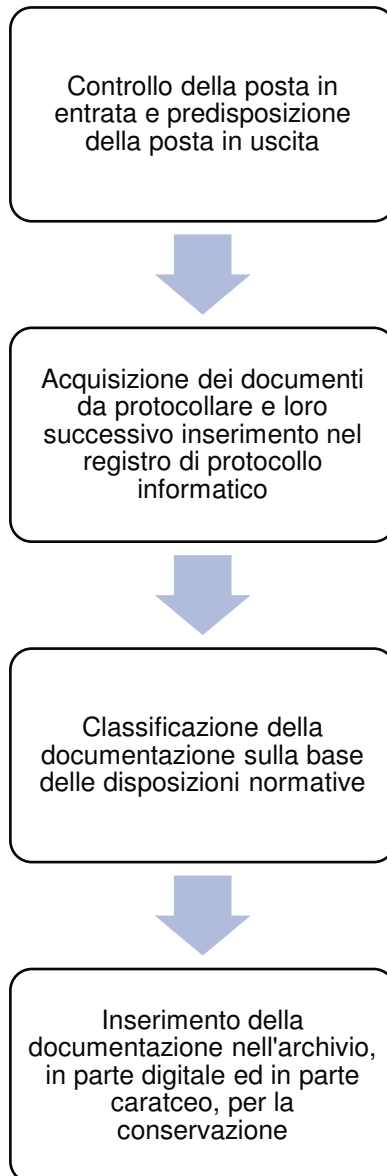 Controllo della posta in
entrata e predisposizione
della posta in uscita
Acquisizione dei documenti
da protocollare e loro
successivo inserimento nel
registro di protocollo
informatico
Classificazione della
documentazione sulla base
delle disposizioni normative
Inserimento della
documentazione nell'archivio,
in parte digitale ed in parte
caratceo, per la
conservazione